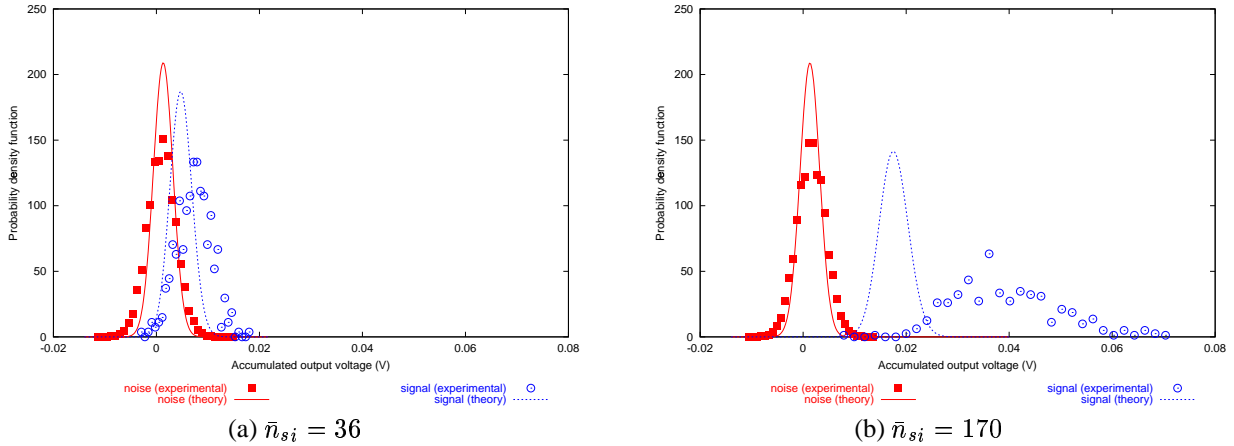 250
200
150
100
50
0
Probability density function
-0.02
0
0.02
0.04
0.06
0.08
Accumulated output voltage (V)
noise (experimental)
noise (theory)
signal (experimental)
signal (theory)
(a) n̄si = 36
250
200
150
100
50
0
Probability density function
-0.02
0
0.02
0.04
0.06
0.08
Accumulated output voltage (V)
noise (experimental)
noise (theory)
signal (experimental)
signal (theory)
(b) n̄si = 170